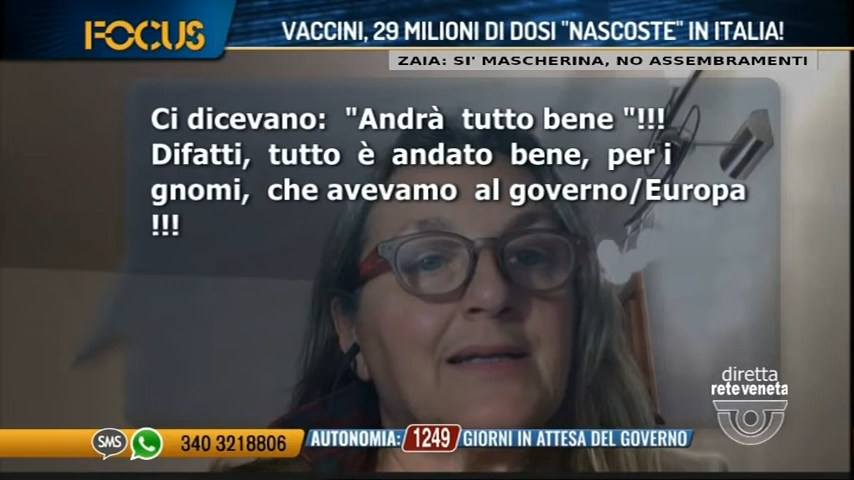 FOCUS
VACCINI, 29 MILIONI DI DOSI "NASCOSTE" IN ITALIA!
ZAIA: SI' MASCHERINA, NO ASSEMBRAMENTI
Ci dicevano: "Andrà tutto bene "!!!
Difatti, tutto è andato bene, per i
gnomi, che avevamo al governo/Europa
!!!
diretta
reteveneta
SMS
340 3218806
AUTONOMIA: 1249 GIORNI IN ATTESA DEL GOVERNO